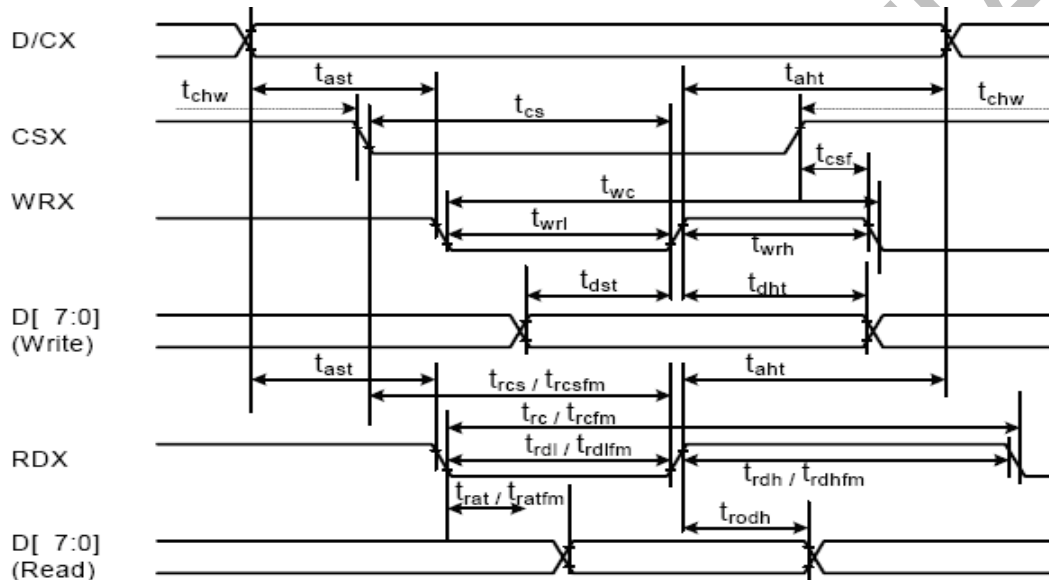 D/CX
tast
taht
tchw
tcs
tchw
CSX
tcsf
WRX
twc
twrl
twrh
tdst
tdht
D[ 7:0]
(Write)
tast
trcs / trcsfm
taht
trc / trcfm
RDX
trdl / trdlfm
trdh / trdhfm
trat / tratfm
trodh
D[ 7:0]
(Read)